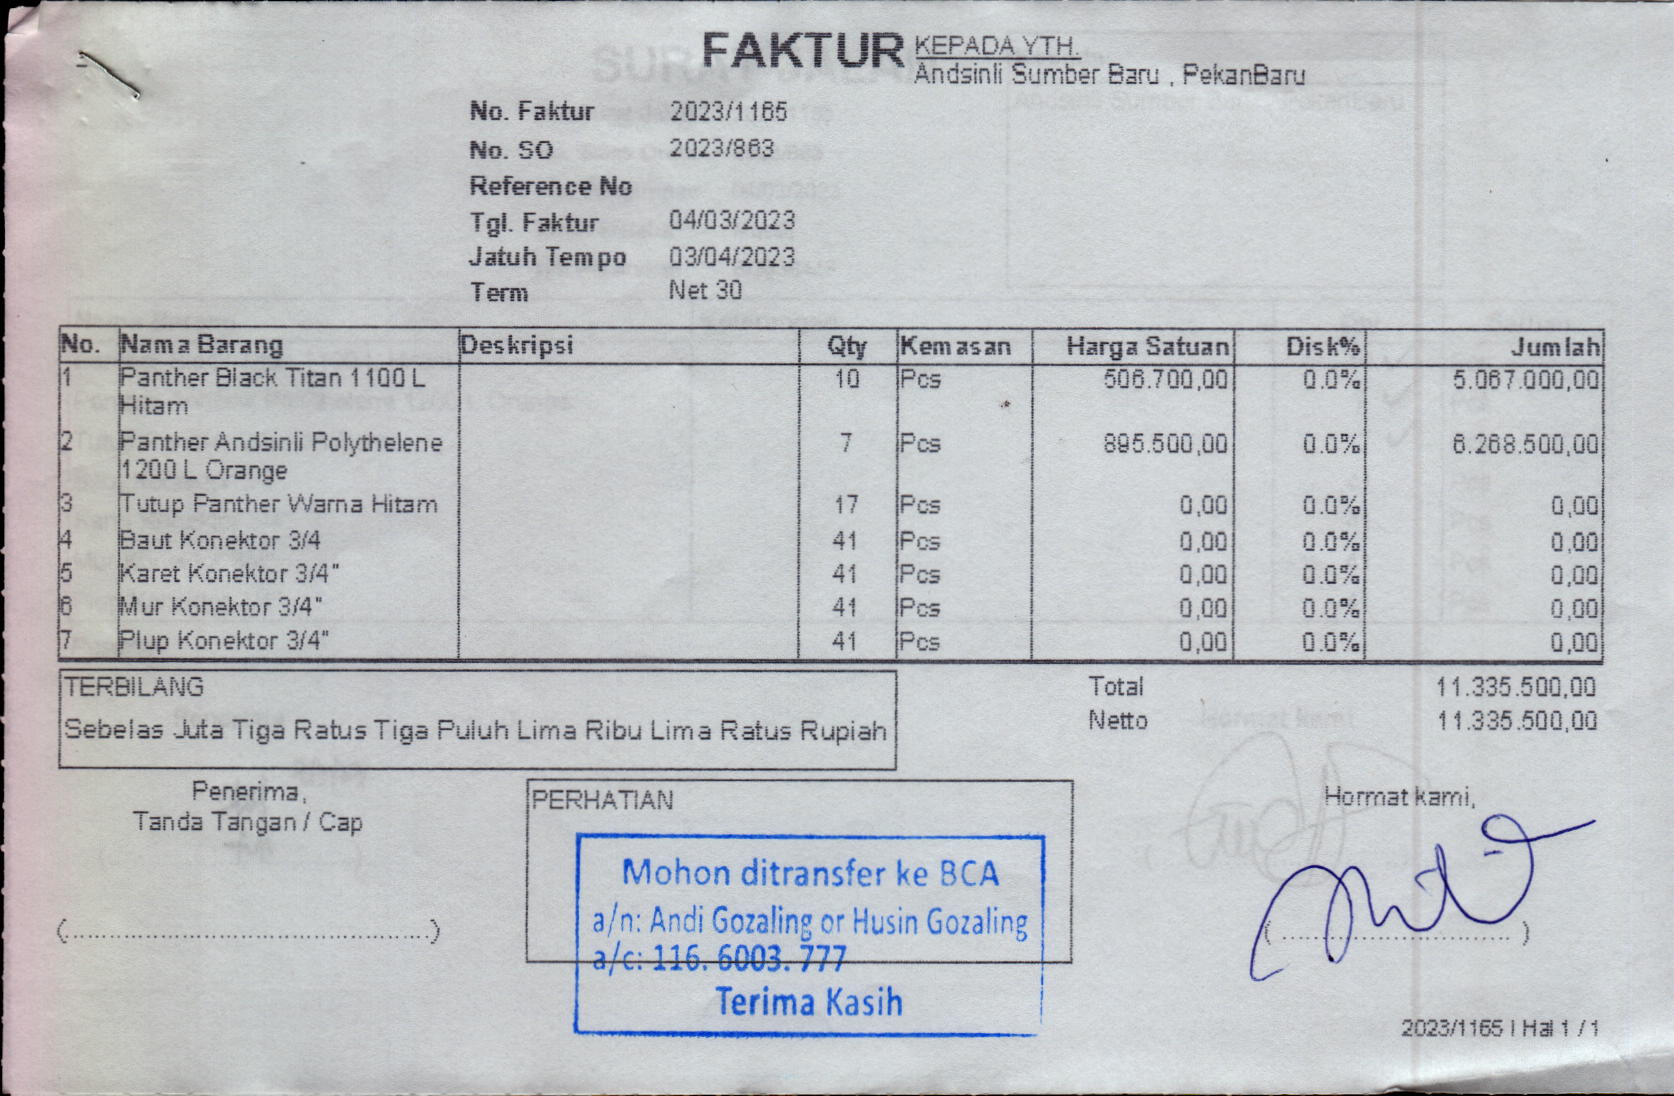 FAKTUR
KEPADA YTH.
Andsinli Sumber Baru , PekanBaru
No. Faktur 2023/1165
No. SO 2023/863
Reference No
Tgl. Faktur 04/03/2023
Jatuh Tempo 03/04/2023
Term Net 30
No. Nama Barang Deskripsi Qty Kemasan Harga Satuan Disk% Jumlah
1 Panther Black Titan 1100 L 10 Pcs 506.700,00 0.0% 5.067.000,00
Hitam
2 Panther Andsinli Polythelene 7 Pcs 895.500,00 0.0% 6.268.500,00
1200 L Orange
3 Tutup Panther Warna Hitam 17 Pcs 0,00 0.0% 0,00
4 Baut Konektor 3/4 41 Pcs 0,00 0.0% 0,00
5 Karet Konektor 3/4" 41 Pcs 0,00 0.0% 0,00
6 Mur Konektor 3/4" 41 Pcs 0,00 0.0% 0,00
7 Plup Konektor 3/4" 41 Pcs 0,00 0.0% 0,00
TERBILANG
Sebelas Juta Tiga Ratus Tiga Puluh Lima Ribu Lima Ratus Rupiah
Total 11.335.500,00
Netto 11.335.500,00
Penerima,
Tanda Tangan / Cap
(..........................................)
PERHATIAN
Mohon ditransfer ke BCA
a/n: Andi Gozaling or Husin Gozaling
a/c: 116. 6003. 777
Terima Kasih
Hormat kami,
(..........................)
2023/1165 | Hal 1 / 1